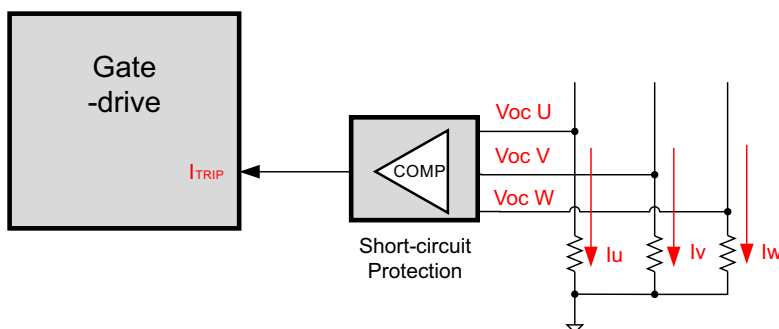 Gate
-drive
ITRIP
COMP
Short-circuit
Protection
Voc U
Voc V
Voc W
Iu
Iv
Iw